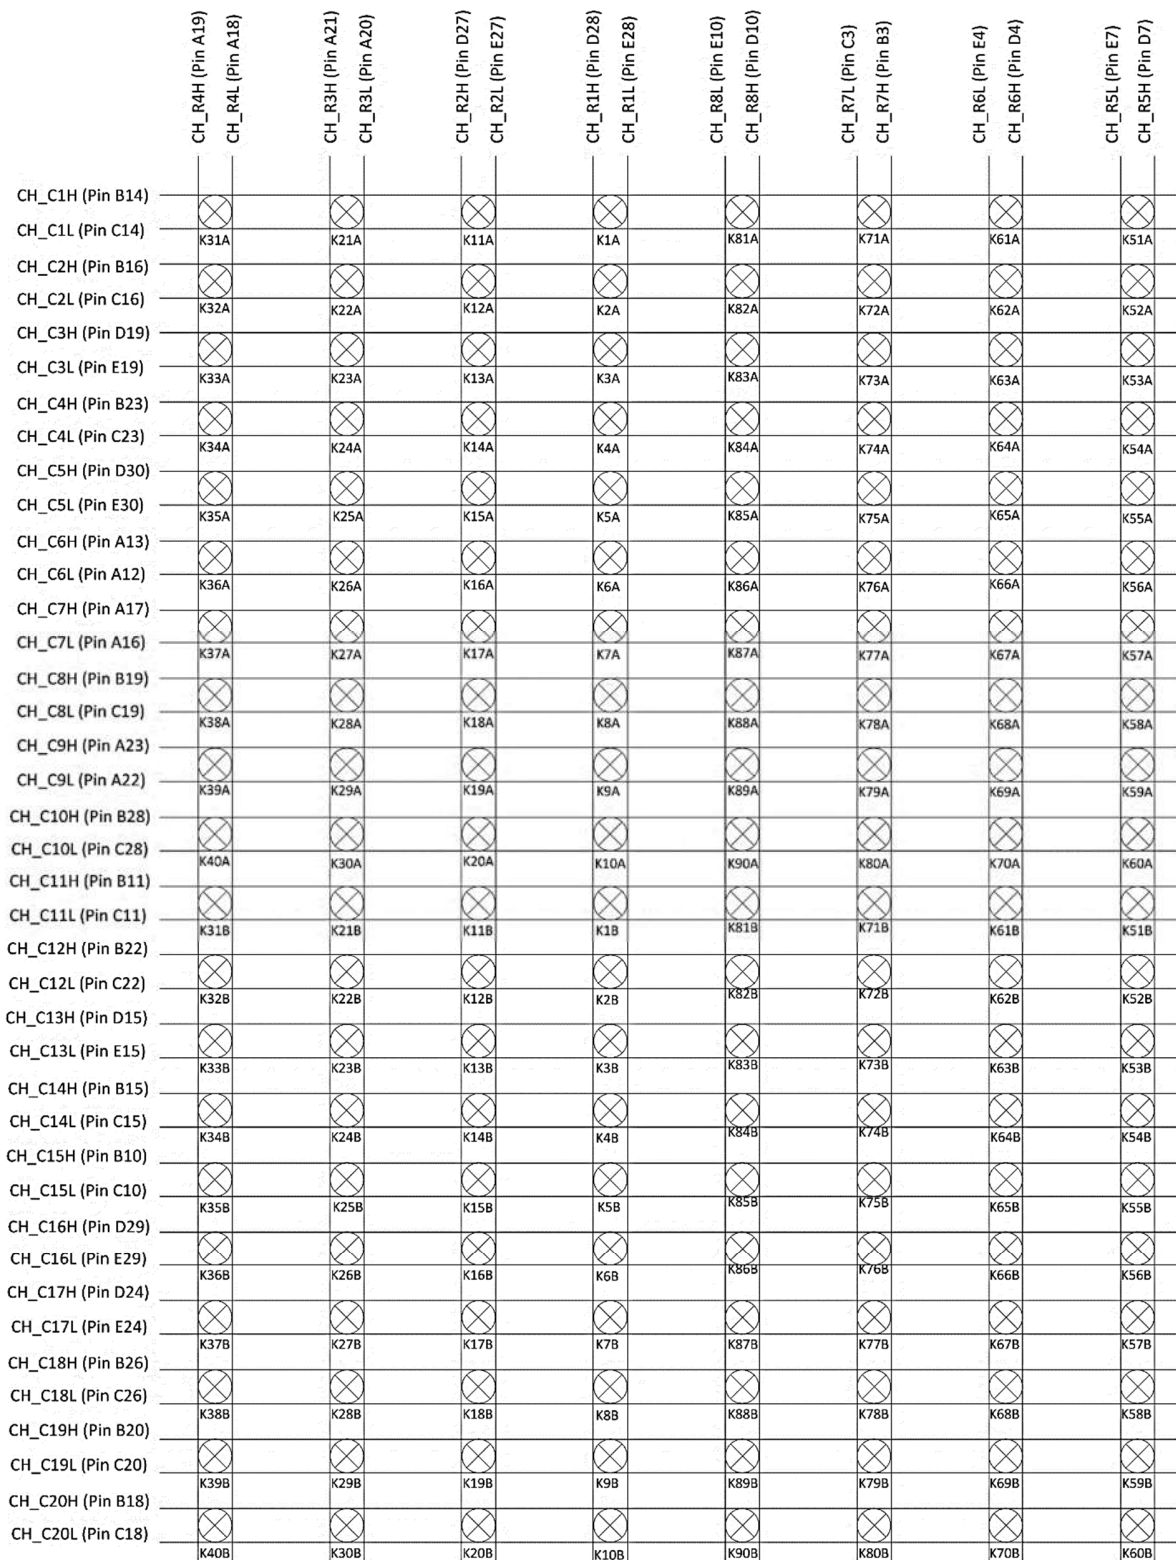 CH_R4H (Pin A19)
CH_R4L (Pin A18)
CH_R3H (Pin A21)
CH_R3L (Pin A20)
CH_R2H (Pin D27)
CH_R2L (Pin E27)
CH_R1H (Pin D28)
CH_R1L (Pin E28)
CH_R8L (Pin E10)
CH_R8H (Pin D10)
CH_R7L (Pin C3)
CH_R7H (Pin B3)
CH_R6L (Pin E4)
CH_R6H (Pin D4)
CH_R5L (Pin E7)
CH_R5H (Pin D7)
CH_C1H (Pin B14)
CH_C1L (Pin C14)
K31A K21A K11A K1A K81A K71A K61A K51A
CH_C2H (Pin B16)
CH_C2L (Pin C16)
K32A K22A K12A K2A K82A K72A K62A K52A
CH_C3H (Pin D19)
CH_C3L (Pin E19)
K33A K23A K13A K3A K83A K73A K63A K53A
CH_C4H (Pin B23)
CH_C4L (Pin C23)
K34A K24A K14A K4A K84A K74A K64A K54A
CH_C5H (Pin D30)
CH_C5L (Pin E30)
K35A K25A K15A K5A K85A K75A K65A K55A
CH_C6H (Pin A13)
CH_C6L (Pin A12)
K36A K26A K16A K6A K86A K76A K66A K56A
CH_C7H (Pin A17)
CH_C7L (Pin A16)
K37A K27A K17A K7A K87A K77A K67A K57A
CH_C8H (Pin B19)
CH_C8L (Pin C19)
K38A K28A K18A K8A K88A K78A K68A K58A
CH_C9H (Pin A23)
CH_C9L (Pin A22)
K39A K29A K19A K9A K89A K79A K69A K59A
CH_C10H (Pin B28)
CH_C10L (Pin C28)
K40A K30A K20A K10A K90A K80A K70A K60A
CH_C11H (Pin B11)
CH_C11L (Pin C11)
K31B K21B K11B K1B K81B K71B K61B K51B
CH_C12H (Pin B22)
CH_C12L (Pin C22)
K32B K22B K12B K2B K82B K72B K62B K52B
CH_C13H (Pin D15)
CH_C13L (Pin E15)
K33B K23B K13B K3B K83B K73B K63B K53B
CH_C14H (Pin B15)
CH_C14L (Pin C15)
K34B K24B K14B K4B K84B K74B K64B K54B
CH_C15H (Pin B10)
CH_C15L (Pin C10)
K35B K25B K15B K5B K85B K75B K65B K55B
CH_C16H (Pin D29)
CH_C16L (Pin E29)
K36B K26B K16B K6B K86B K76B K66B K56B
CH_C17H (Pin D24)
CH_C17L (Pin E24)
K37B K27B K17B K7B K87B K77B K67B K57B
CH_C18H (Pin B26)
CH_C18L (Pin C26)
K38B K28B K18B K8B K88B K78B K68B K58B
CH_C19H (Pin B20)
CH_C19L (Pin C20)
K39B K29B K19B K9B K89B K79B K69B K59B
CH_C20H (Pin B18)
CH_C20L (Pin C18)
K40B K30B K20B K10B K90B K80B K70B K60B